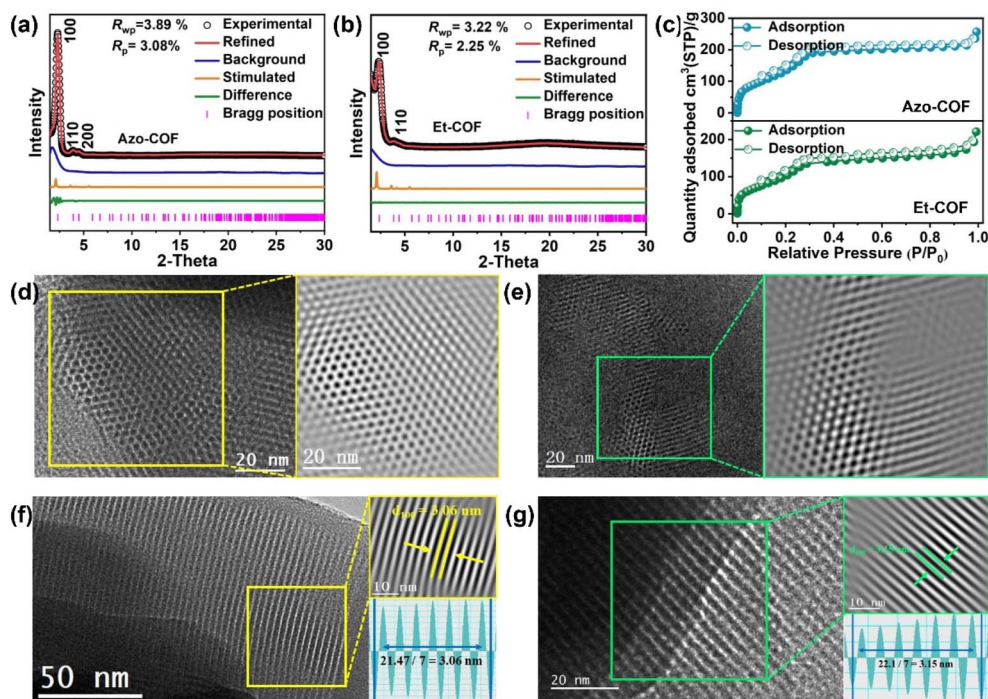 (a)
R_wp=3.89 %
R_p= 3.08%
Experimental
Refined
Background
Stimulated
Difference
Bragg position
100
110
200
Azo-COF
Intensity
5 10 15 20 25 30
2-Theta
(b)
R_wp= 3.22 %
R_p= 2.25 %
Experimental
Refined
Background
Stimulated
Difference
Bragg position
100
110
Et-COF
Intensity
5 10 15 20 25 30
2-Theta
(c)
Quantity adsorbed cm³(STP)/g
300
200
100
0
Adsorption
Desorption
Azo-COF
200
100
0
Adsorption
Desorption
Et-COF
0.0 0.2 0.4 0.6 0.8 1.0
Relative Pressure (P/P₀)
(d)
20 nm
20 nm
(e)
20 nm
(f)
50 nm
d₁₀₀ = 3.06 nm
10 nm
21.47 / 7 = 3.06 nm
(g)
20 nm
10 nm
22.1 / 7 = 3.15 nm